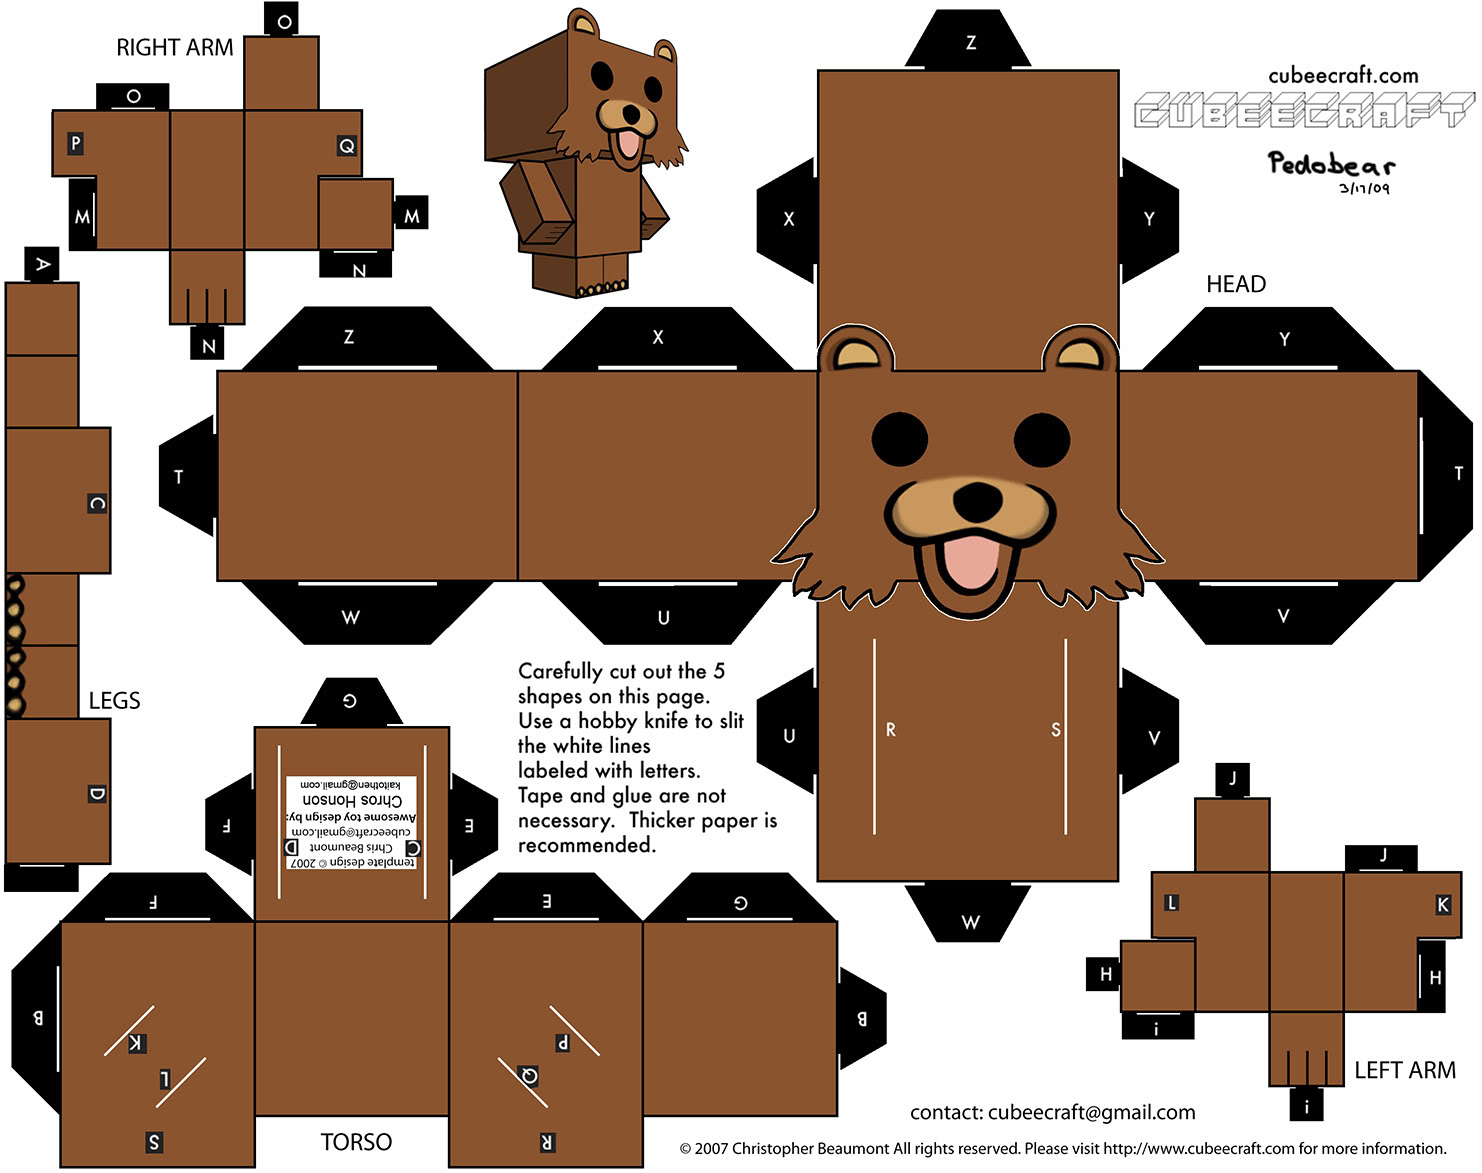 O
RIGHT ARM
O
P
Q
M
M
N
N
Z
cubeecraft.com
CUBEECRAFT
Pedobear
3/17/09
X
Y
HEAD
A
C
D
LEGS
Z
X
Y
T
T
W
U
V
R
S
U
V
W
Carefully cut out the 5
shapes on this page.
Use a hobby knife to slit
the white lines
labeled with letters.
Tape and glue are not
necessary. Thicker paper is
recommended.
G
F
E
template design © 2007
Chris Beaumont
C
D
cubeecraft@gmail.com
Awesome toy design by:
Chros Honson
kaitothen@gmail.com
F
E
G
B
B
K
L
S
P
Q
R
TORSO
J
J
L
K
H
H
i
i
LEFT ARM
contact: cubeecraft@gmail.com
© 2007 Christopher Beaumont All rights reserved. Please visit http://www.cubeecraft.com for more information.